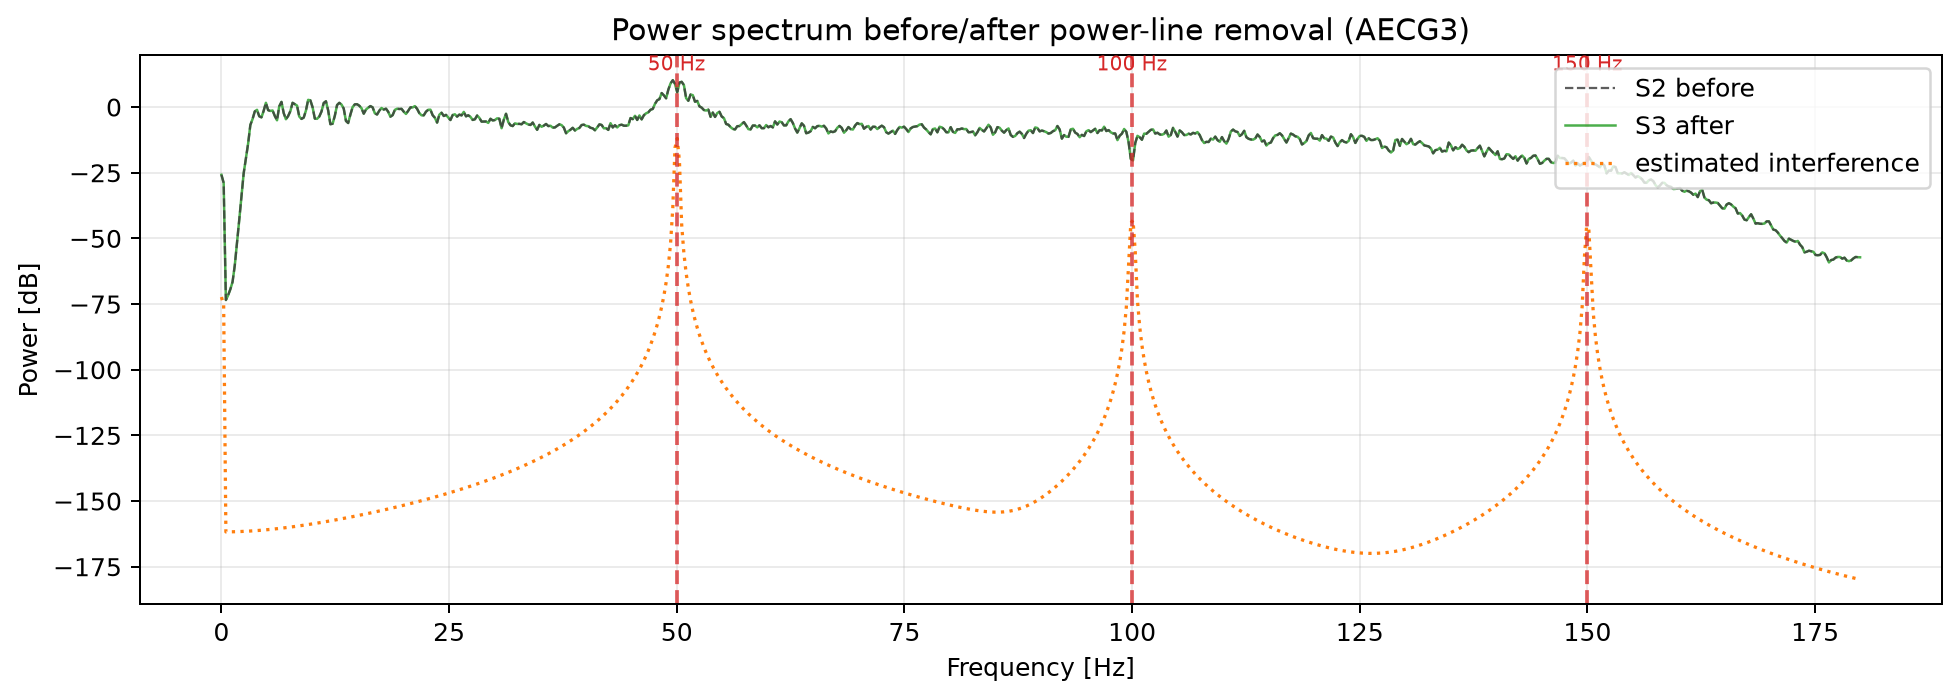 Power spectrum before/after power-line removal (AECG3)
50 Hz
100 Hz
150 Hz
S2 before
S3 after
estimated interference
0
−25
−50
−75
−100
−125
−150
−175
Power [dB]
0
25
50
75
100
125
150
175
Frequency [Hz]